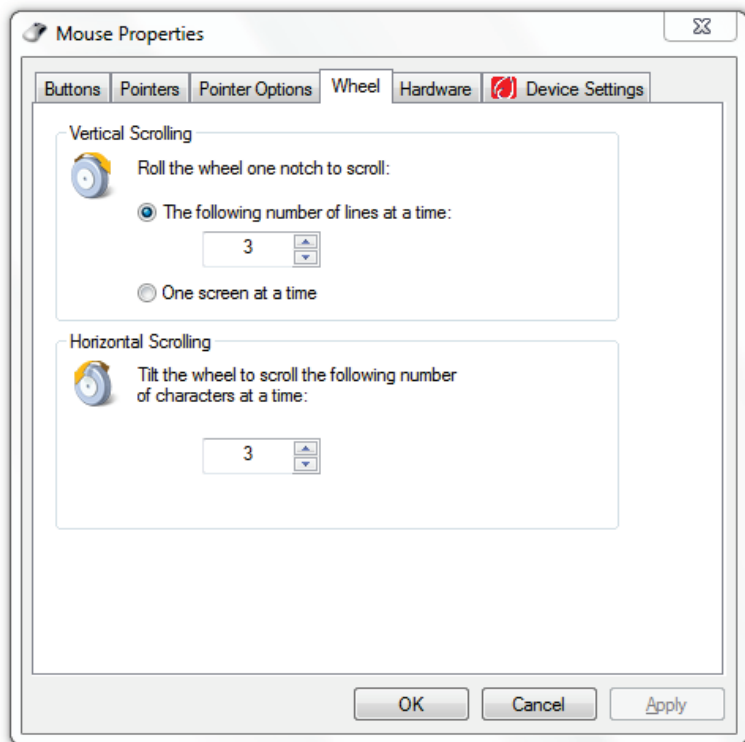 Mouse Properties
Buttons Pointers Pointer Options Wheel Hardware Device Settings
Vertical Scrolling
Roll the wheel one notch to scroll:
The following number of lines at a time:
3
One screen at a time
Horizontal Scrolling
Tilt the wheel to scroll the following number
of characters at a time:
3
OK Cancel Apply